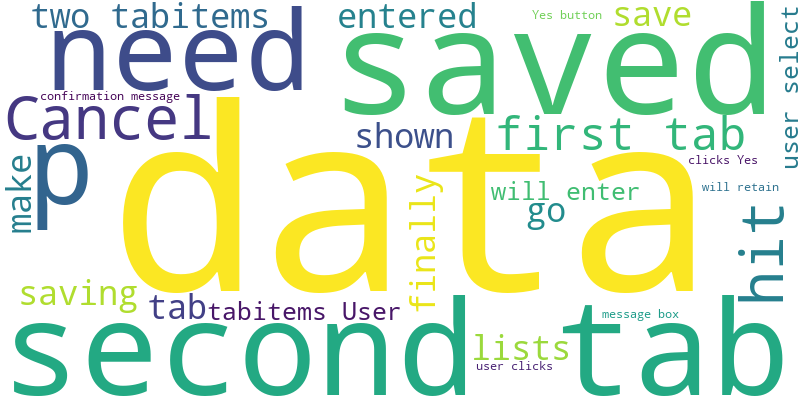 two tabitems
entered
Yes button
save
user select
need
saved
confirmation message
Cancel
shown
first tab
make
p
data
clicks Yes
will enter
will retain
finally
go
hit
saving
tab
tabitems User
message box
second tab
lists
user clicks